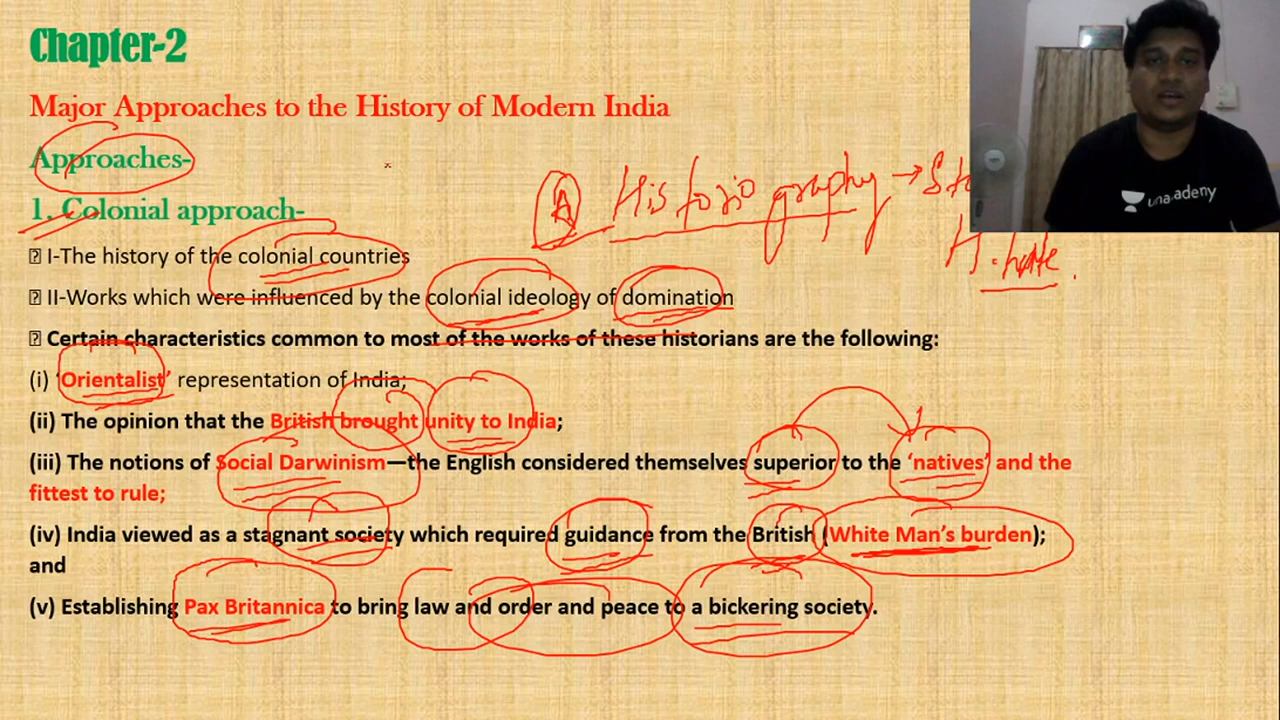 Chapter-2
Major Approaches to the History of Modern India
Approaches-
1. Colonial approach-
I-The history of the colonial countries
II-Works which were influenced by the colonial ideology of domination
Certain characteristics common to most of the works of these historians are the following:
(i) ‘Orientalist’ representation of India;
(ii) The opinion that the British brought unity to India;
(iii) The notions of Social Darwinism—the English considered themselves superior to the ‘natives’ and the
fittest to rule;
(iv) India viewed as a stagnant society which required guidance from the British (White Man’s burden);
and
(v) Establishing Pax Britannica to bring law and order and peace to a bickering society.
A Historiography →
unacademy